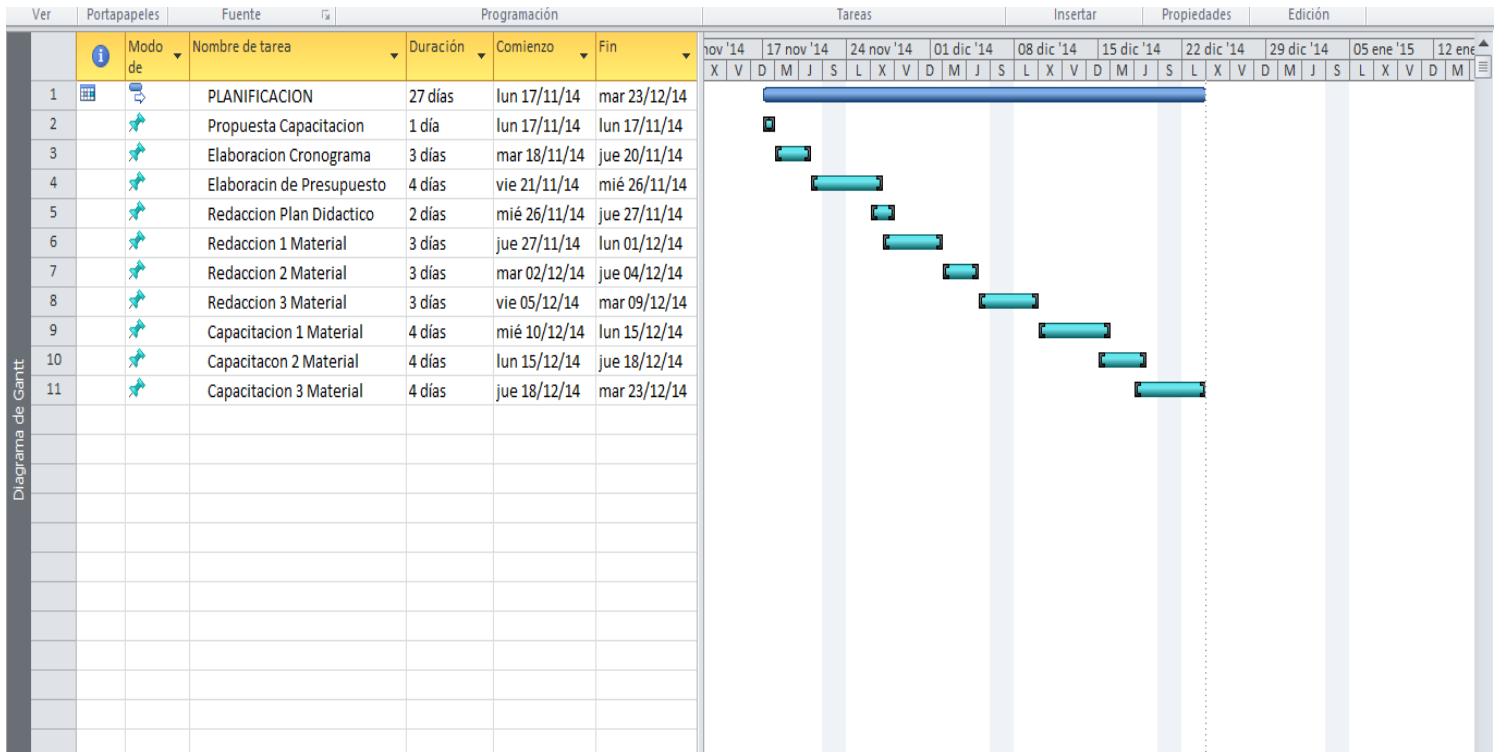 Ver Portapapeles Fuente Programación Tareas Insertar Propiedades Edición
Modo de Nombre de tarea Duración Comienzo Fin
nov '14 17 nov '14 24 nov '14 01 dic '14 08 dic '14 15 dic '14 22 dic '14 29 dic '14 05 ene '15 12 ene
X V D M J S L X V D M J S L X V D M J S L X V D M J S L X V D M
1 PLANIFICACION 27 días lun 17/11/14 mar 23/12/14
2 Propuesta Capacitacion 1 día lun 17/11/14 lun 17/11/14
3 Elaboracion Cronograma 3 días mar 18/11/14 jue 20/11/14
4 Elaboracin de Presupuesto 4 días vie 21/11/14 mié 26/11/14
5 Redaccion Plan Didactico 2 días mié 26/11/14 jue 27/11/14
6 Redaccion 1 Material 3 días jue 27/11/14 lun 01/12/14
7 Redaccion 2 Material 3 días mar 02/12/14 jue 04/12/14
8 Redaccion 3 Material 3 días vie 05/12/14 mar 09/12/14
9 Capacitacion 1 Material 4 días mié 10/12/14 lun 15/12/14
10 Capacitacon 2 Material 4 días lun 15/12/14 jue 18/12/14
11 Capacitacion 3 Material 4 días jue 18/12/14 mar 23/12/14
Diagrama de Gantt